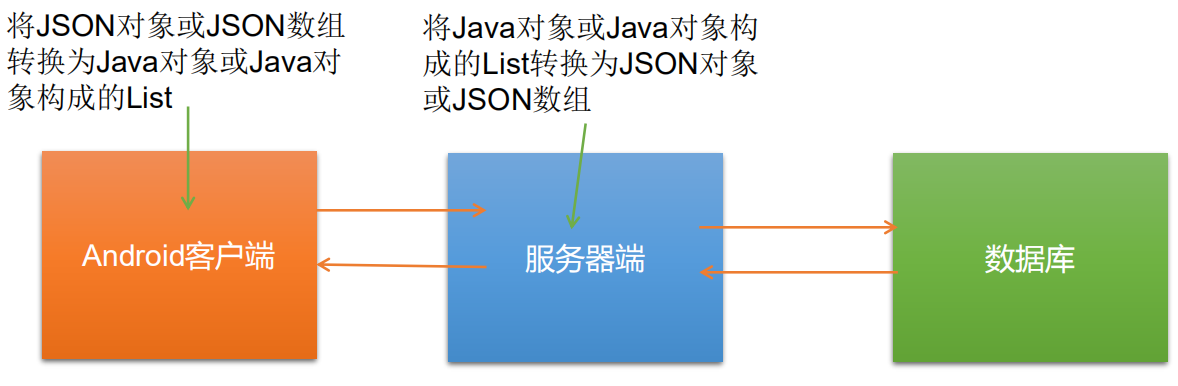 将JSON对象或JSON数组
转换为Java对象或Java对
象构成的List
将Java对象或Java对象构
成的List转换为JSON对象
或JSON数组
Android客户端
服务器端
数据库